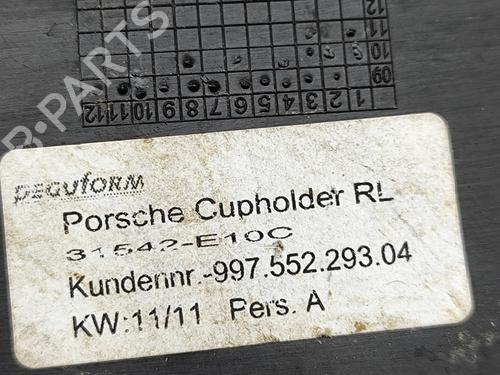 B-PARTS
12
11
10
09
12 11 10 9 8 7 6 5 4 3 2 1
peguform
Porsche Cupholder RL
31542-E10C
Kundennr.-997.552.293.04
KW:11/11 Pers. A